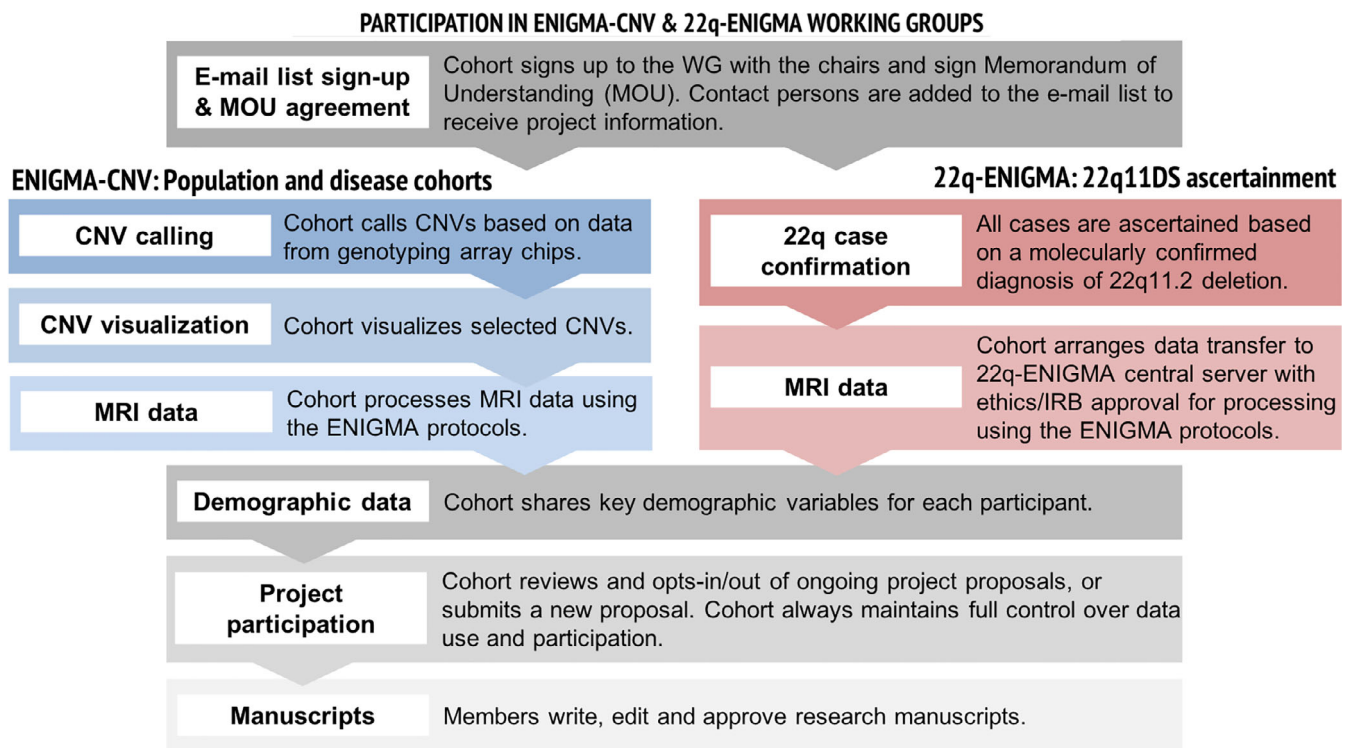 PARTICIPATION IN ENIGMA-CNV & 22q-ENIGMA WORKING GROUPS
E-mail list sign-up
& MOU agreement
Cohort signs up to the WG with the chairs and sign Memorandum of
Understanding (MOU). Contact persons are added to the e-mail list to
receive project information.
ENIGMA-CNV: Population and disease cohorts
CNV calling
Cohort calls CNVs based on data
from genotyping array chips.
CNV visualization
Cohort visualizes selected CNVs.
MRI data
Cohort processes MRI data using
the ENIGMA protocols.
22q-ENIGMA: 22q11DS ascertainment
22q case
confirmation
All cases are ascertained based
on a molecularly confirmed
diagnosis of 22q11.2 deletion.
MRI data
Cohort arranges data transfer to
22q-ENIGMA central server with
ethics/IRB approval for processing
using the ENIGMA protocols.
Demographic data
Cohort shares key demographic variables for each participant.
Project
participation
Cohort reviews and opts-in/out of ongoing project proposals, or
submits a new proposal. Cohort always maintains full control over data
use and participation.
Manuscripts
Members write, edit and approve research manuscripts.